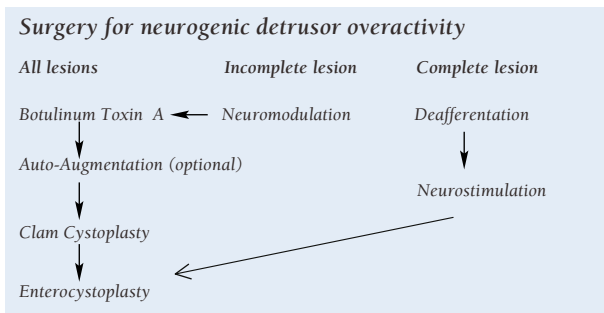 Surgery for neurogenic detrusor overactivity
All lesions Incomplete lesion Complete lesion
Botulinum Toxin A Neuromodulation Deafferentation
Auto-Augmentation (optional)
Neurostimulation
Clam Cystoplasty
Enterocystoplasty